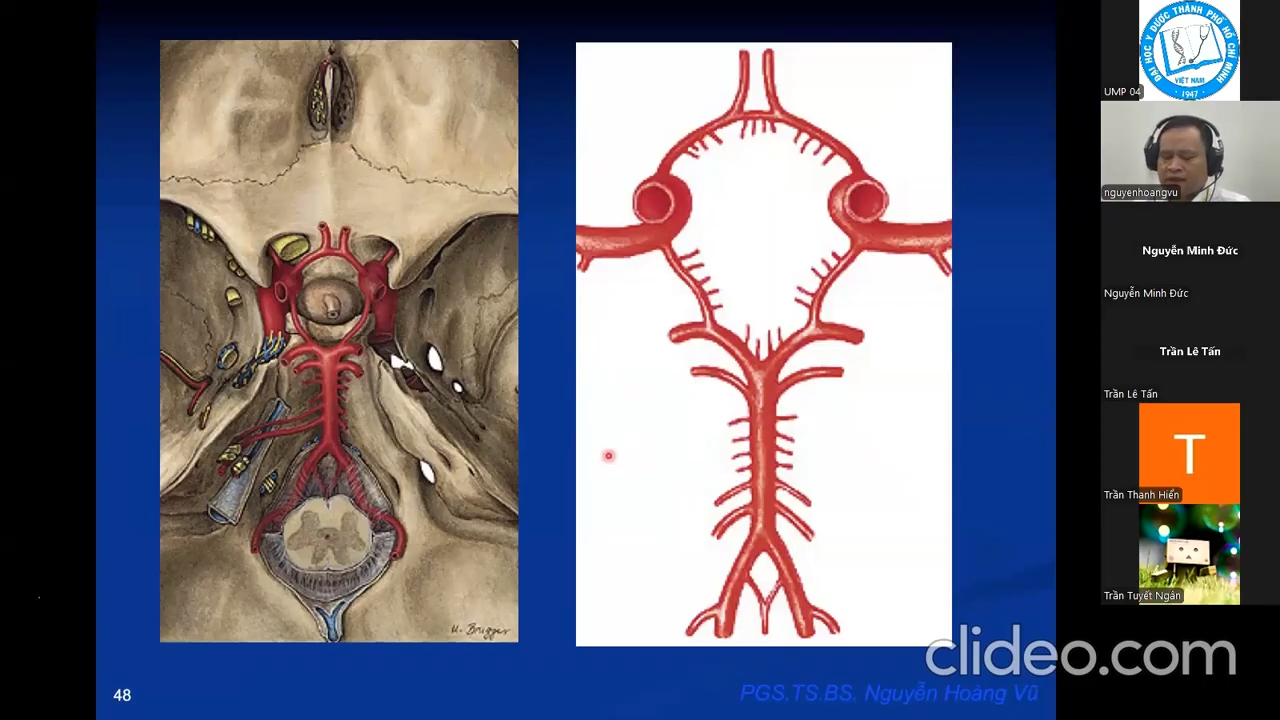 U. Brugger
48
PGS.TS.BS. Nguyễn Hoàng Vũ
clideo.com
ĐẠI HỌC Y DƯỢC THÀNH PHỐ HỒ CHÍ MINH
VIỆT NAM
1947
UMP 04
nguyenhoangvu
Nguyễn Minh Đức
Nguyễn Minh Đức
Trần Lê Tấn
Trần Lê Tấn
T
Trần Thanh Hiển
Trần Tuyết Ngân